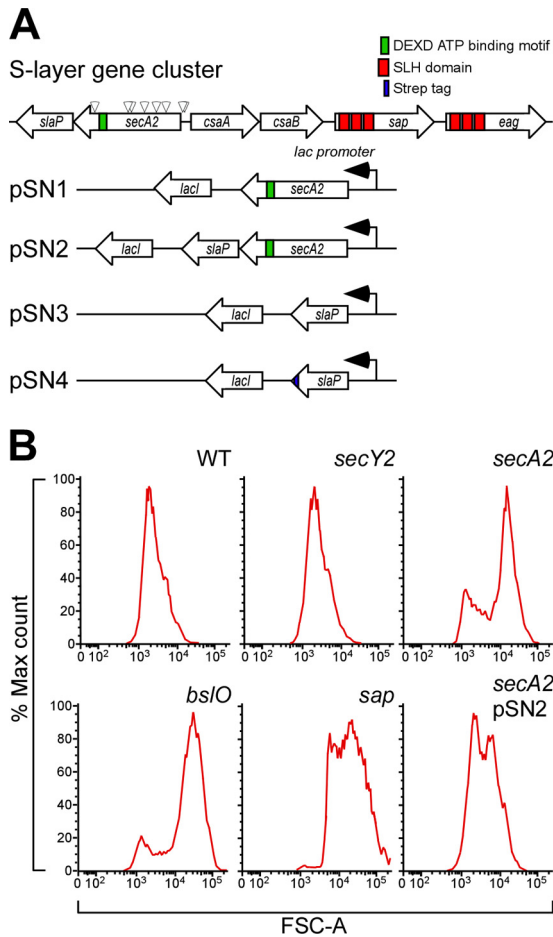 A
DEXD ATP binding motif
SLH domain
Strep tag
S-layer gene cluster
slaP secA2 csaA csaB sap eag
lac promoter
pSN1 lacI secA2
pSN2 lacI slaP secA2
pSN3 lacI slaP
pSN4 lacI slaP
B
WT secY2 secA2
% Max count
100
80
60
40
20
0
0 10² 10³ 10⁴ 10⁵ 0 10² 10³ 10⁴ 10⁵ 0 10² 10³ 10⁴ 10⁵
bslO sap secA2
pSN2
100
80
60
40
20
0
0 10² 10³ 10⁴ 10⁵ 0 10² 10³ 10⁴ 10⁵ 0 10² 10³ 10⁴ 10⁵
FSC-A